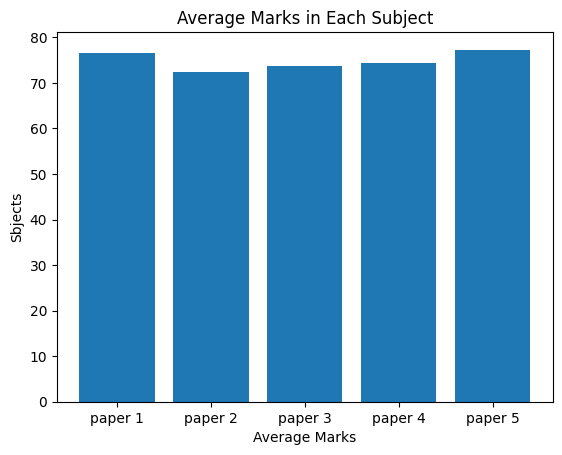 Average Marks in Each Subject
80
70
60
50
40
30
20
10
0
Sbjects
paper 1 paper 2 paper 3 paper 4 paper 5
Average Marks